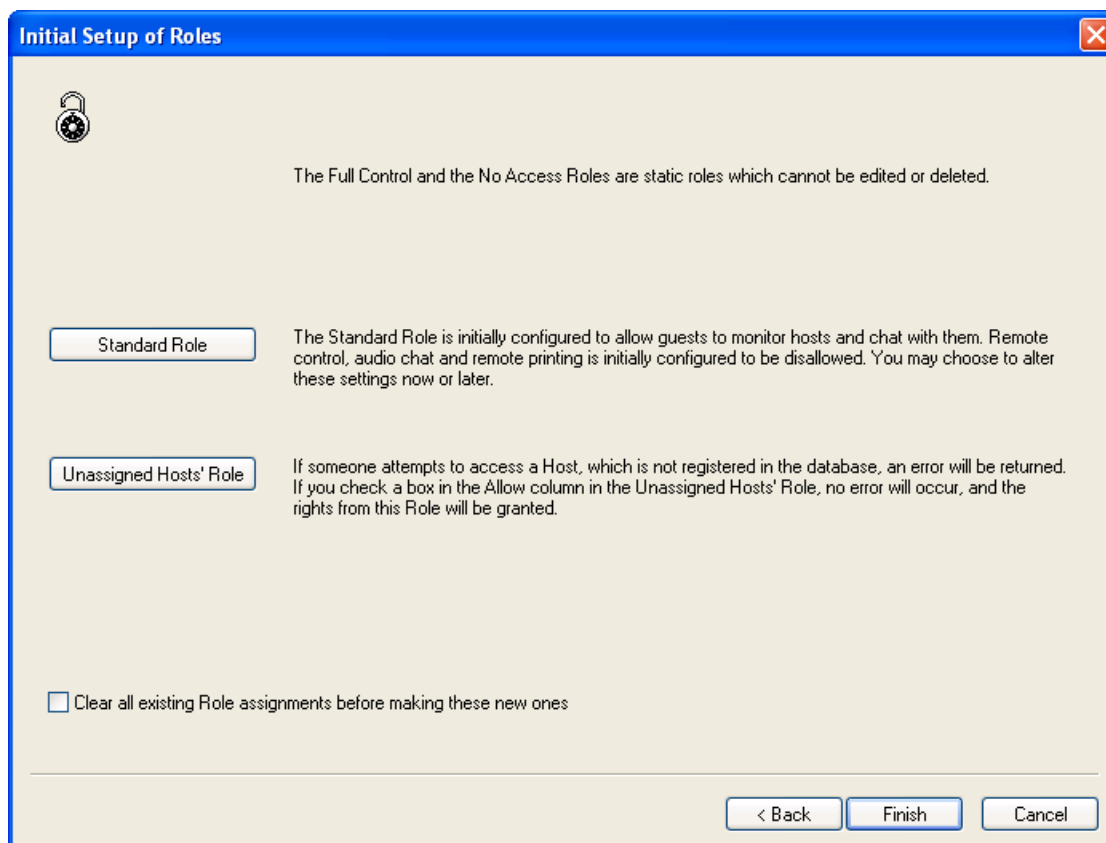 Initial Setup of Roles
The Full Control and the No Access Roles are static roles which cannot be edited or deleted.
Standard Role
The Standard Role is initially configured to allow guests to monitor hosts and chat with them. Remote
control, audio chat and remote printing is initially configured to be disallowed. You may choose to alter
these settings now or later.
Unassigned Hosts' Role
If someone attempts to access a Host, which is not registered in the database, an error will be returned.
If you check a box in the Allow column in the Unassigned Hosts' Role, no error will occur, and the
rights from this Role will be granted.
Clear all existing Role assignments before making these new ones
< Back
Finish
Cancel